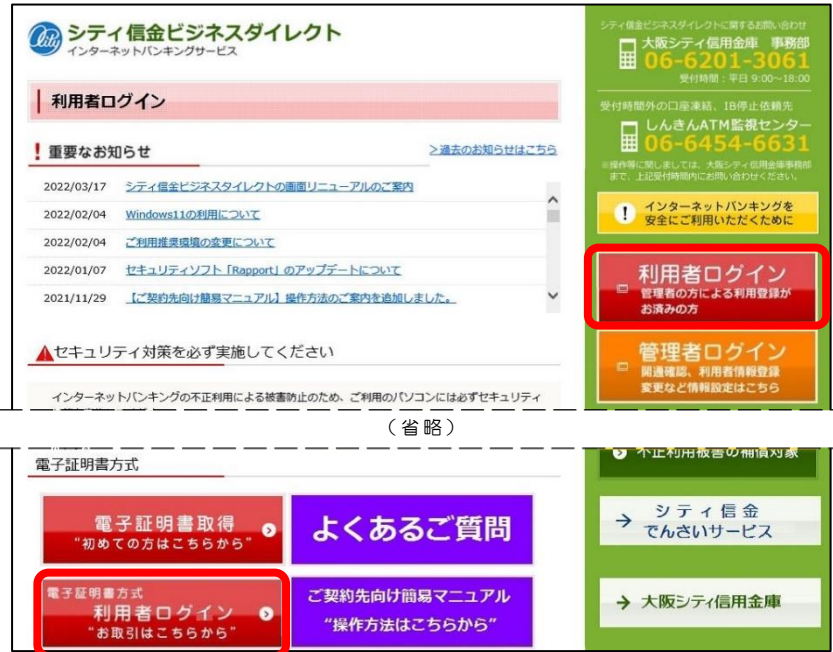 City
シティ信金ビジネスダイレクト
インターネットバンキングサービス
利用者ログイン
重要なお知らせ
>過去のお知らせはこちら
2022/03/17 シティ信金ビジネスダイレクトの画面リニューアルのご案内
2022/02/04 Windows11の利用について
2022/02/04 ご利用推奨環境の変更について
2022/01/07 セキュリティソフト「Rapport」のアップデートについて
2021/11/29 【ご契約先向け簡易マニュアル】操作方法のご案内を追加しました。
セキュリティ対策を必ず実施してください
インターネットバンキングの不正利用による被害防止のため、ご利用のパソコンには必ずセキュリティ
シティ信金ビジネスダイレクトに関するお問い合わせ
大阪シティ信用金庫 事務部
06-6201-3061
受付時間：平日 9:00~18:00
受付時間外の口座凍結、IB停止依頼先
しんきんATM監視センター
06-6454-6631
※操作等に関しましては、大阪シティ信用金庫事務部
まで、上記受付時間内にお問い合わせください。
インターネットバンキングを
安全にご利用いただくために
利用者ログイン
管理者の方による利用登録が
お済みの方
管理者ログイン
開通確認、利用者情報登録
変更など情報設定はこちら
（省略）
電子証明書方式
電子証明書取得
"初めての方はこちらから"
よくあるご質問
電子証明書方式
利用者ログイン
"お取引はこちらから"
ご契約先向け簡易マニュアル
"操作方法はこちらから"
不正利用被害の補償対象
シティ信金
でんさいサービス
大阪シティ信用金庫